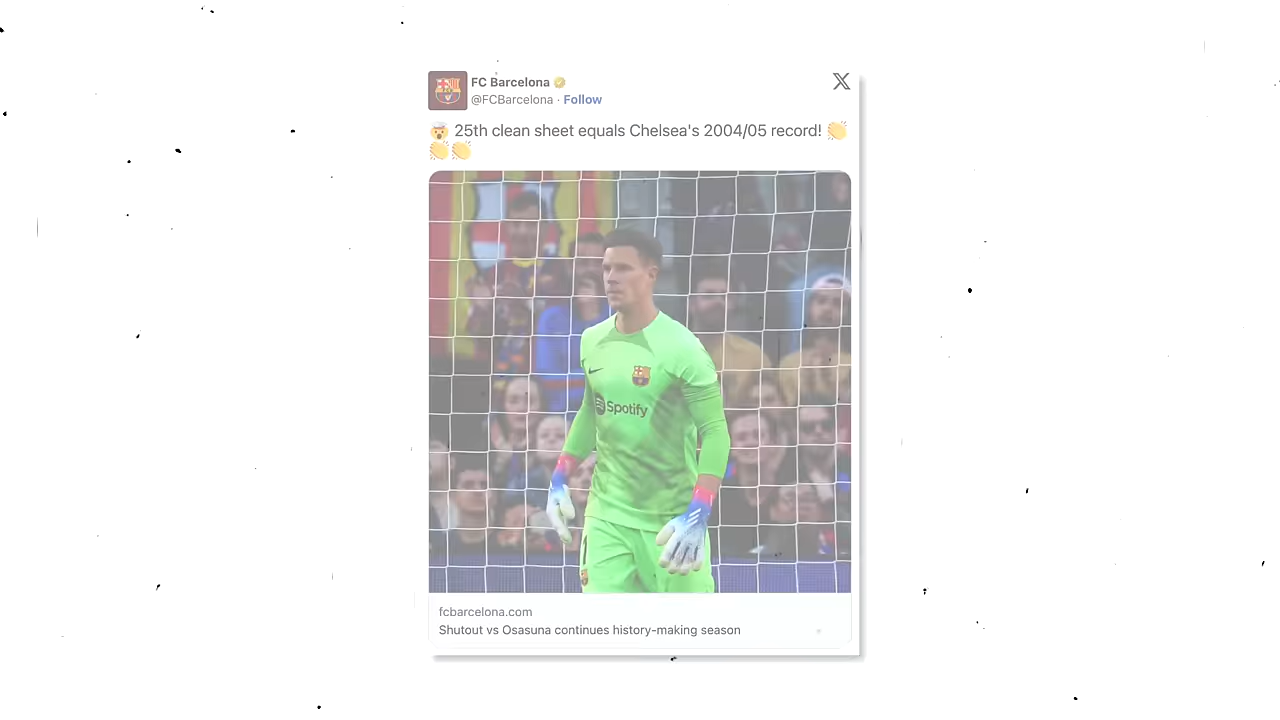 FC Barcelona
@FCBarcelona · Follow
🤯 25th clean sheet equals Chelsea's 2004/05 record! 👏
👏👏
Spotify
fcbarcelona.com
Shutout vs Osasuna continues history-making season